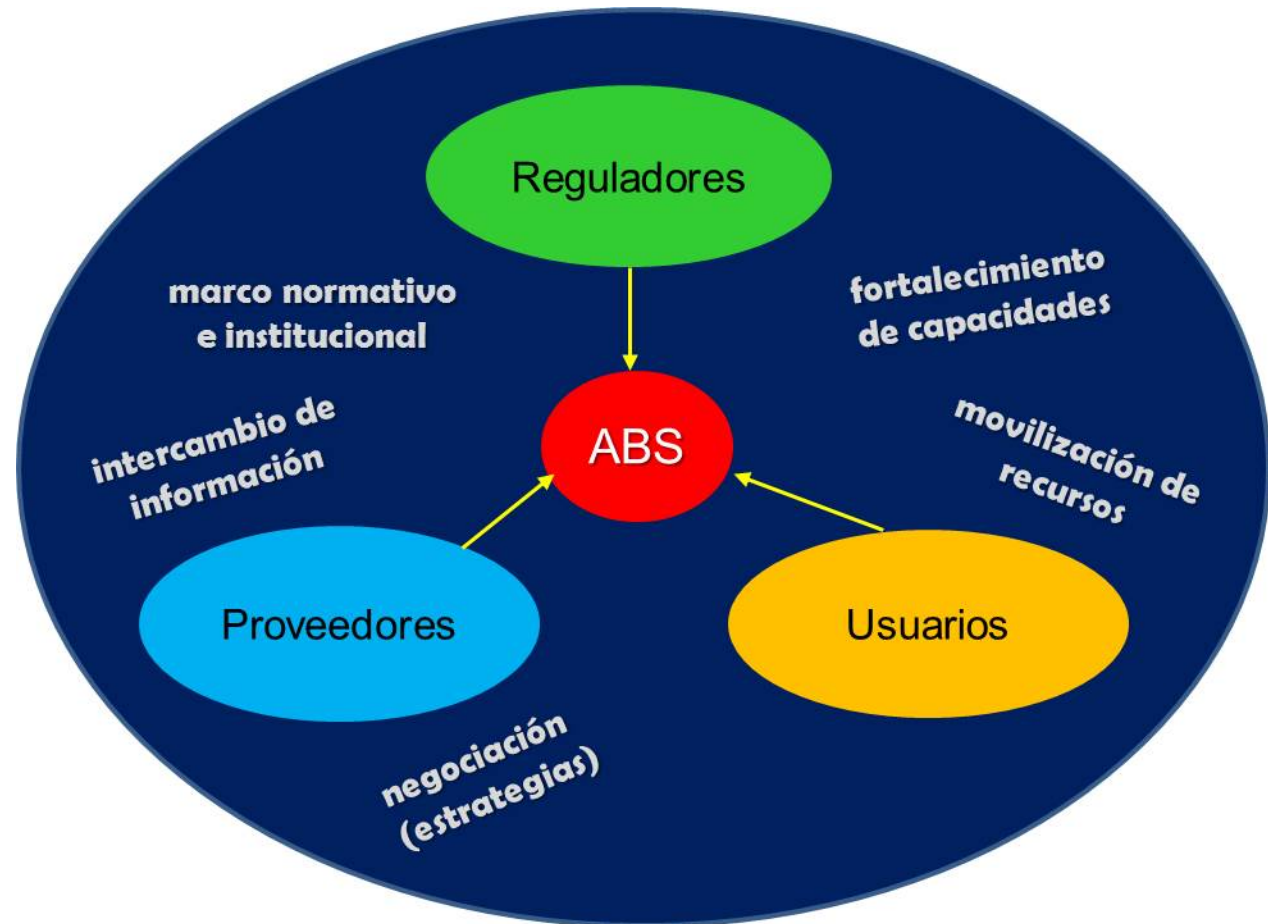 Reguladores
marco normativo
e institucional
fortalecimiento
de capacidades
intercambio de
información
ABS
movilización de
recursos
Proveedores
Usuarios
negociación
(estrategias)